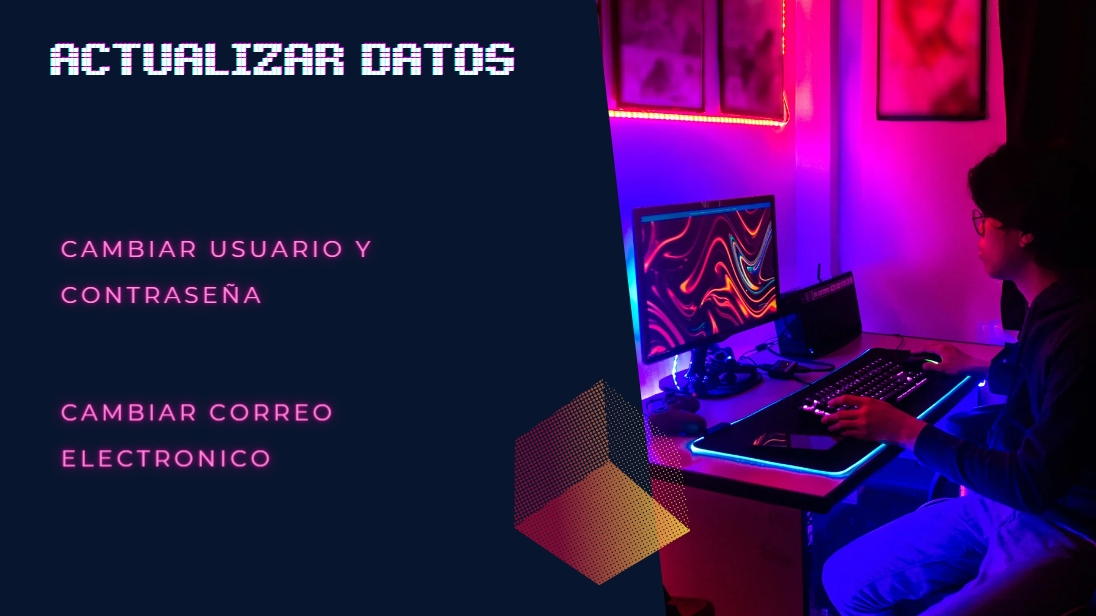 ACTUALIZAR DATOS
CAMBIAR USUARIO Y
CONTRASEÑA
CAMBIAR CORREO
ELECTRONICO